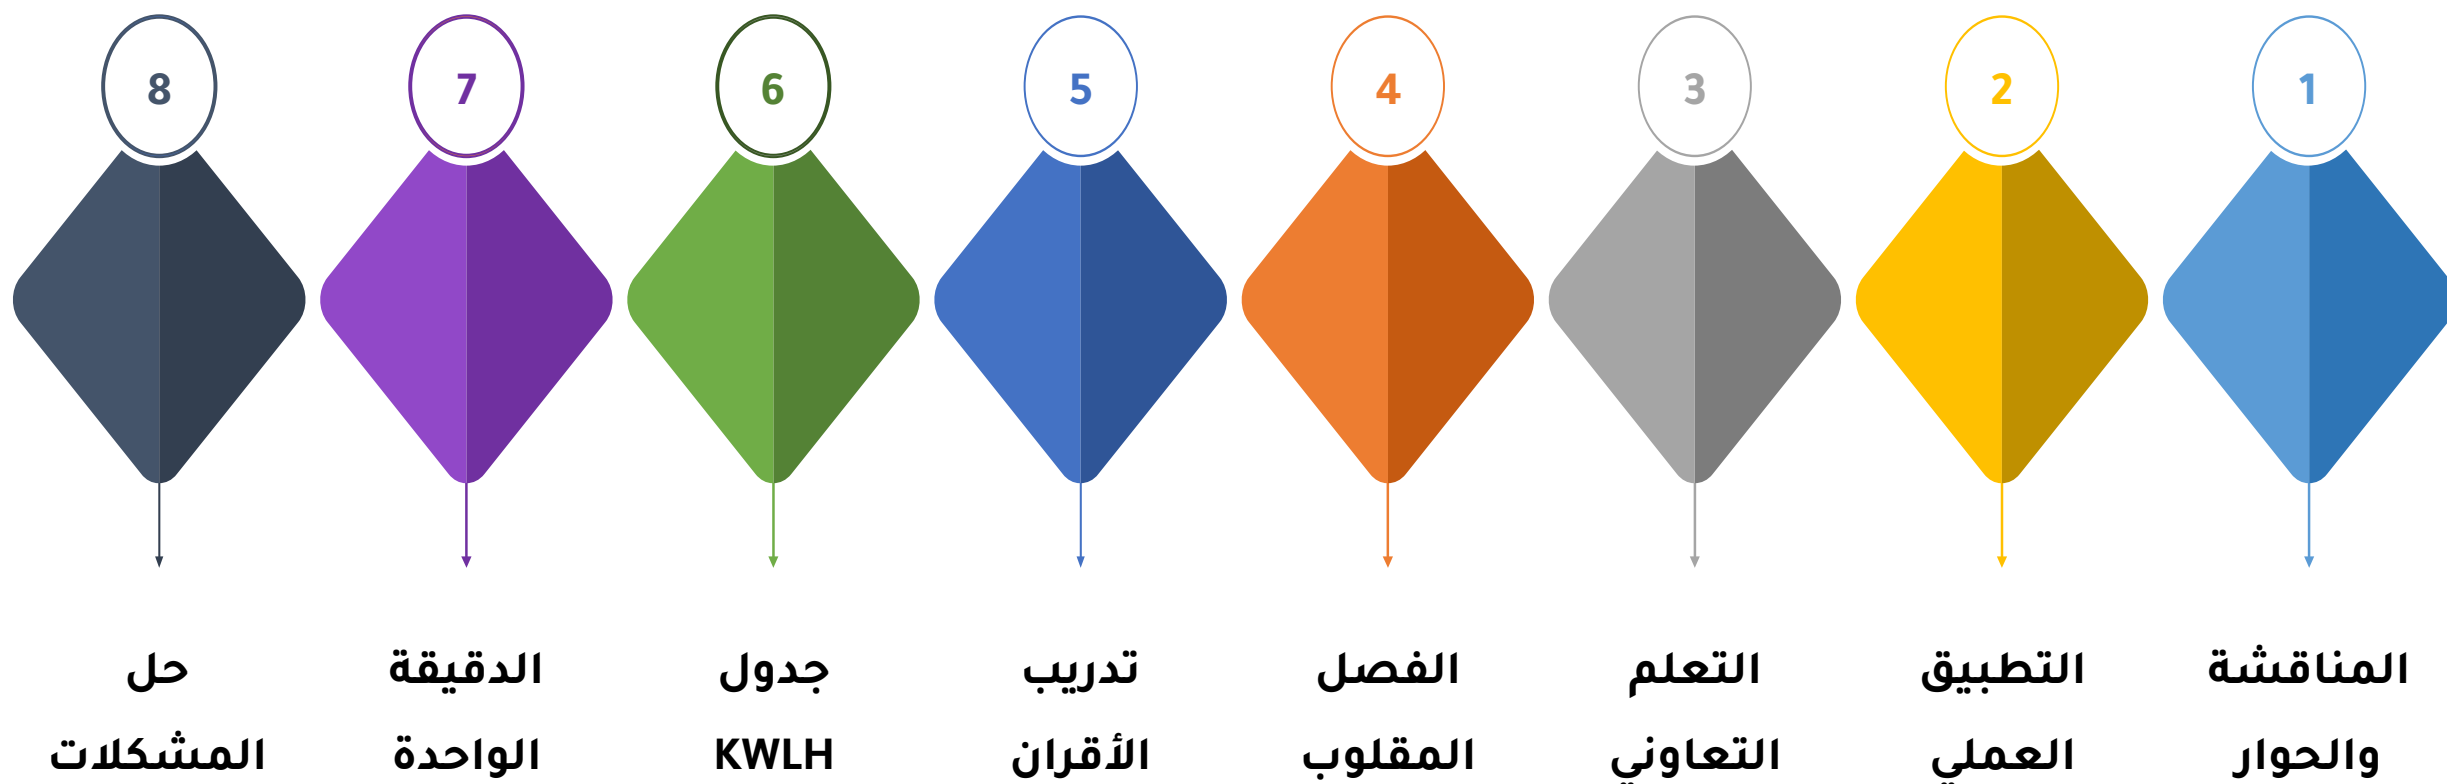 1
المناقشة
والحوار
2
التطبيق
العملي
3
التعلم
التعاوني
4
الفصل
المقلوب
5
تدريب
الأقران
6
جدول
KWLH
7
الدقيقة
الواحدة
8
حل
المشكلات